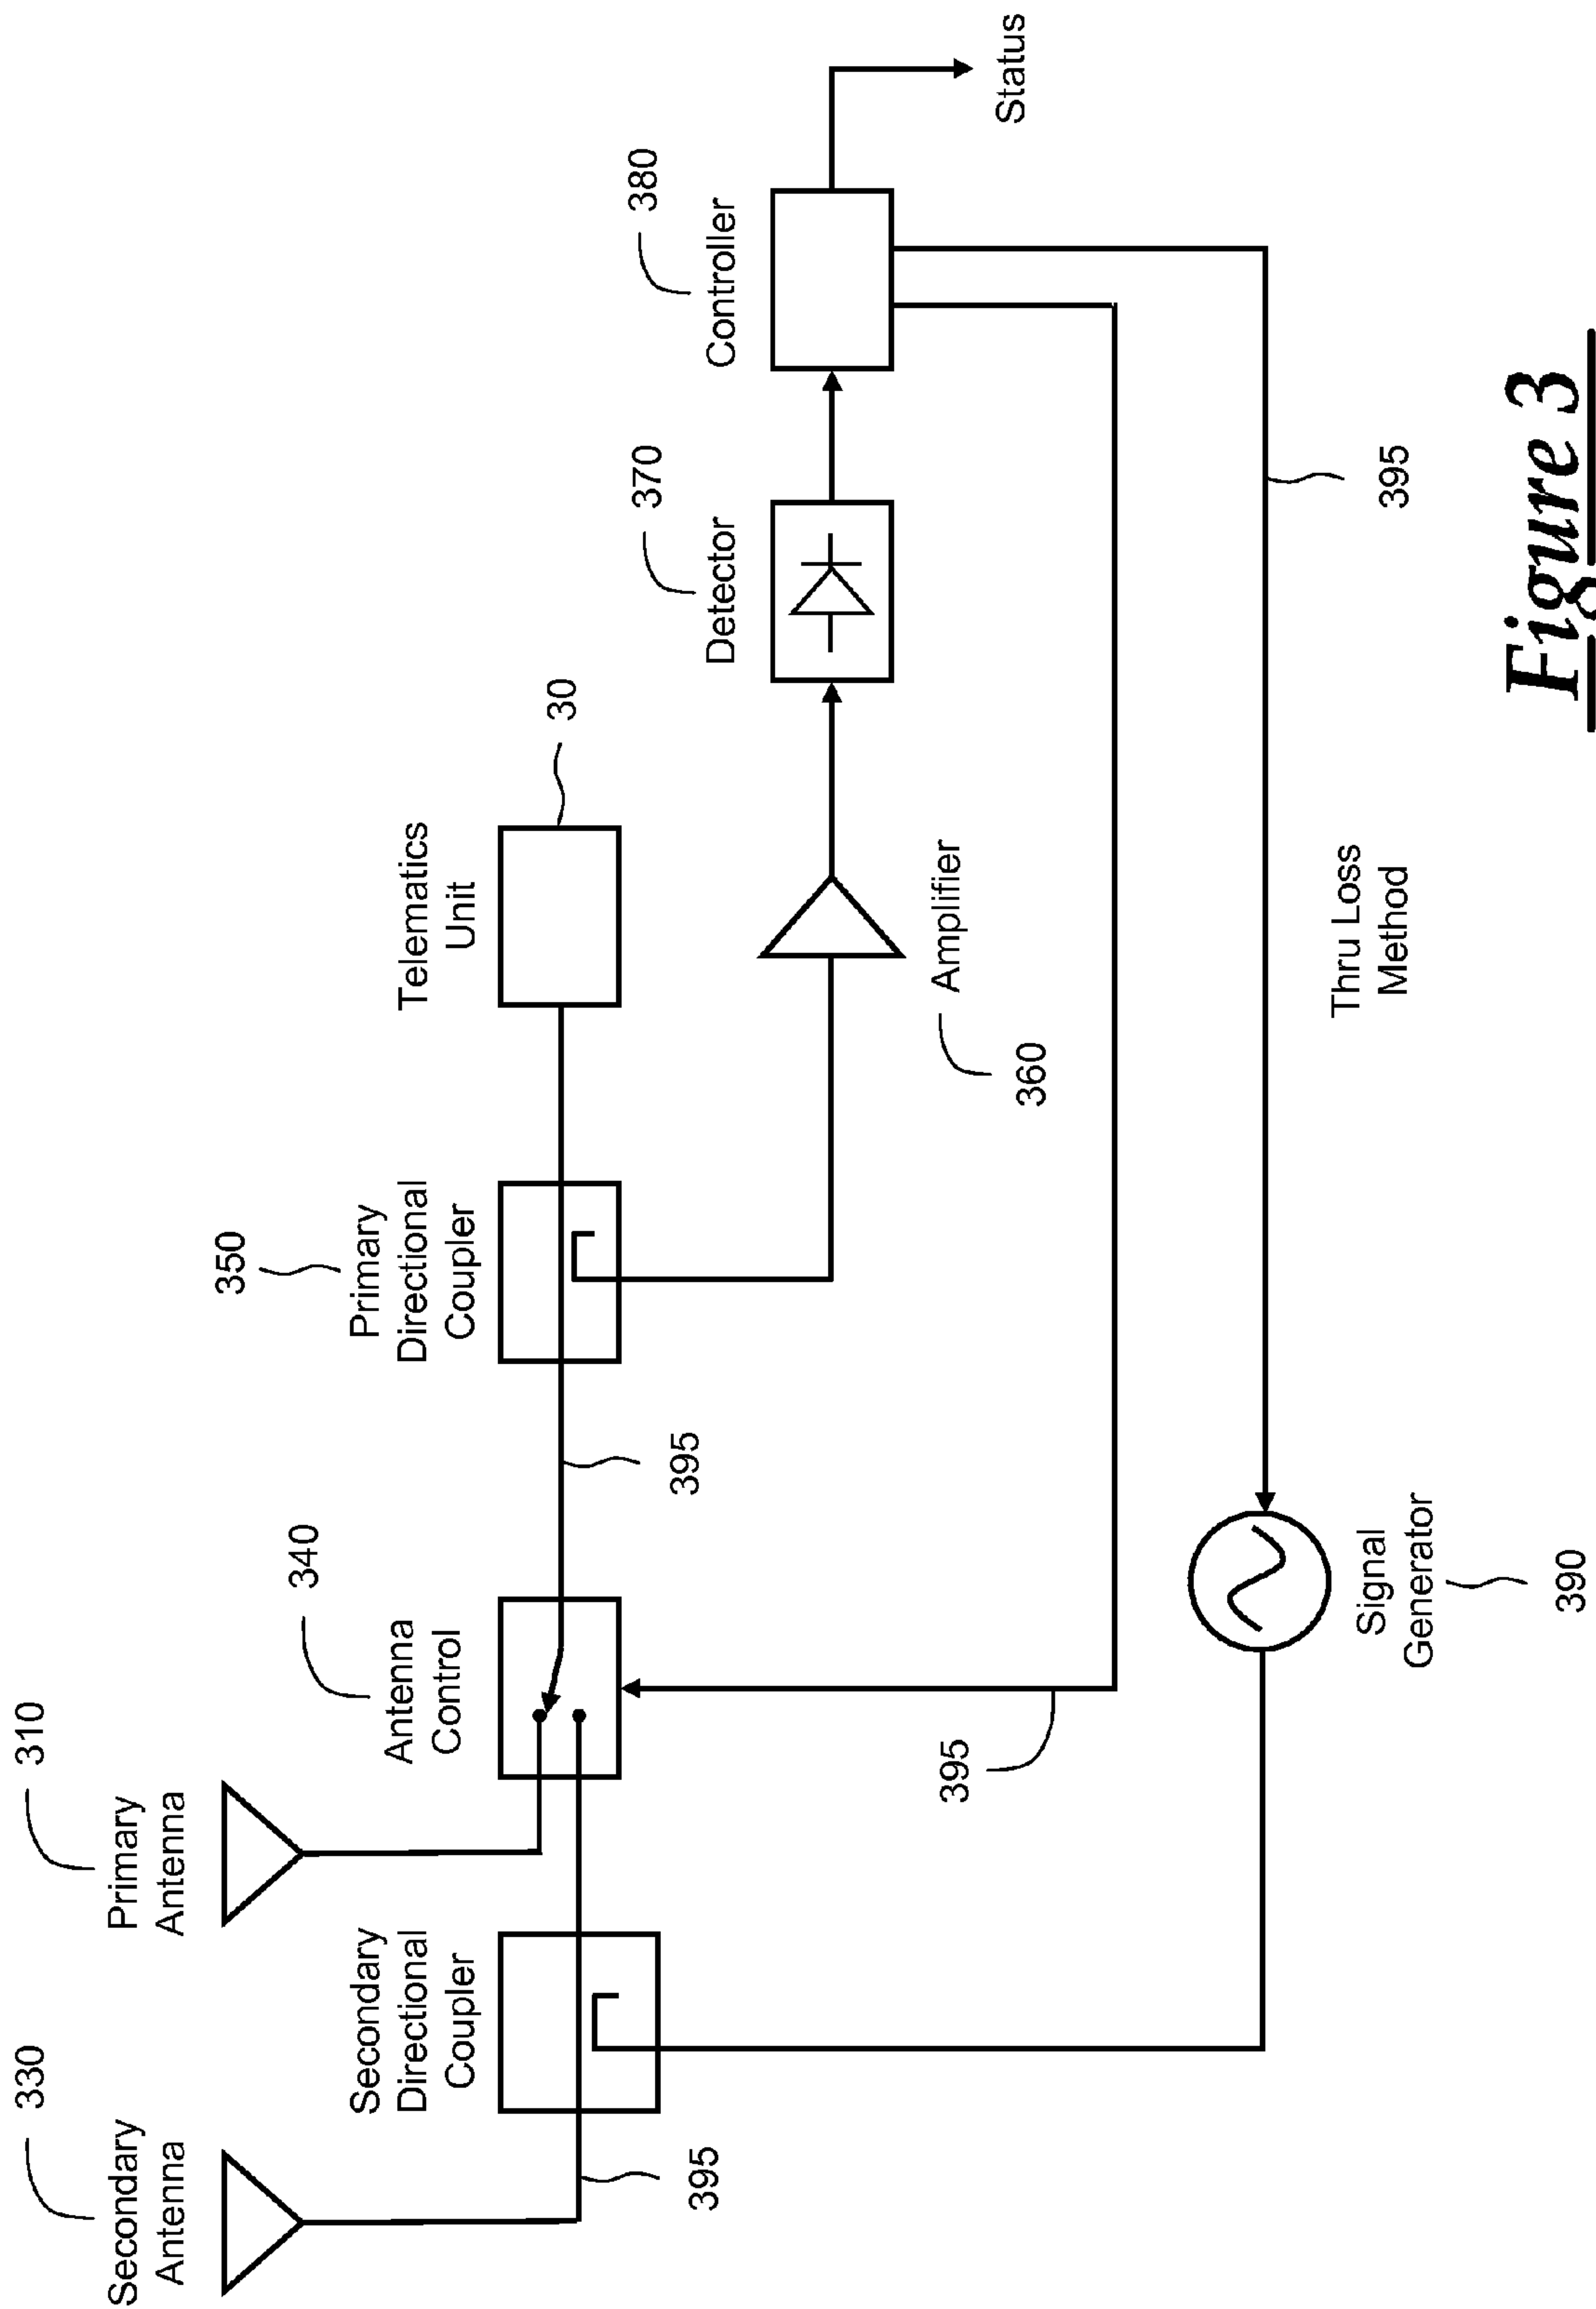 330
Secondary
Antenna
310
Primary
Antenna
Secondary
Directional
Coupler
340
Antenna
Control
350
Primary
Directional
Coupler
Telematics
Unit
30
395
395
370
Detector
380
Controller
Status
Amplifier
360
395
Signal
Generator
390
Thru Loss
Method
395
Figure 3